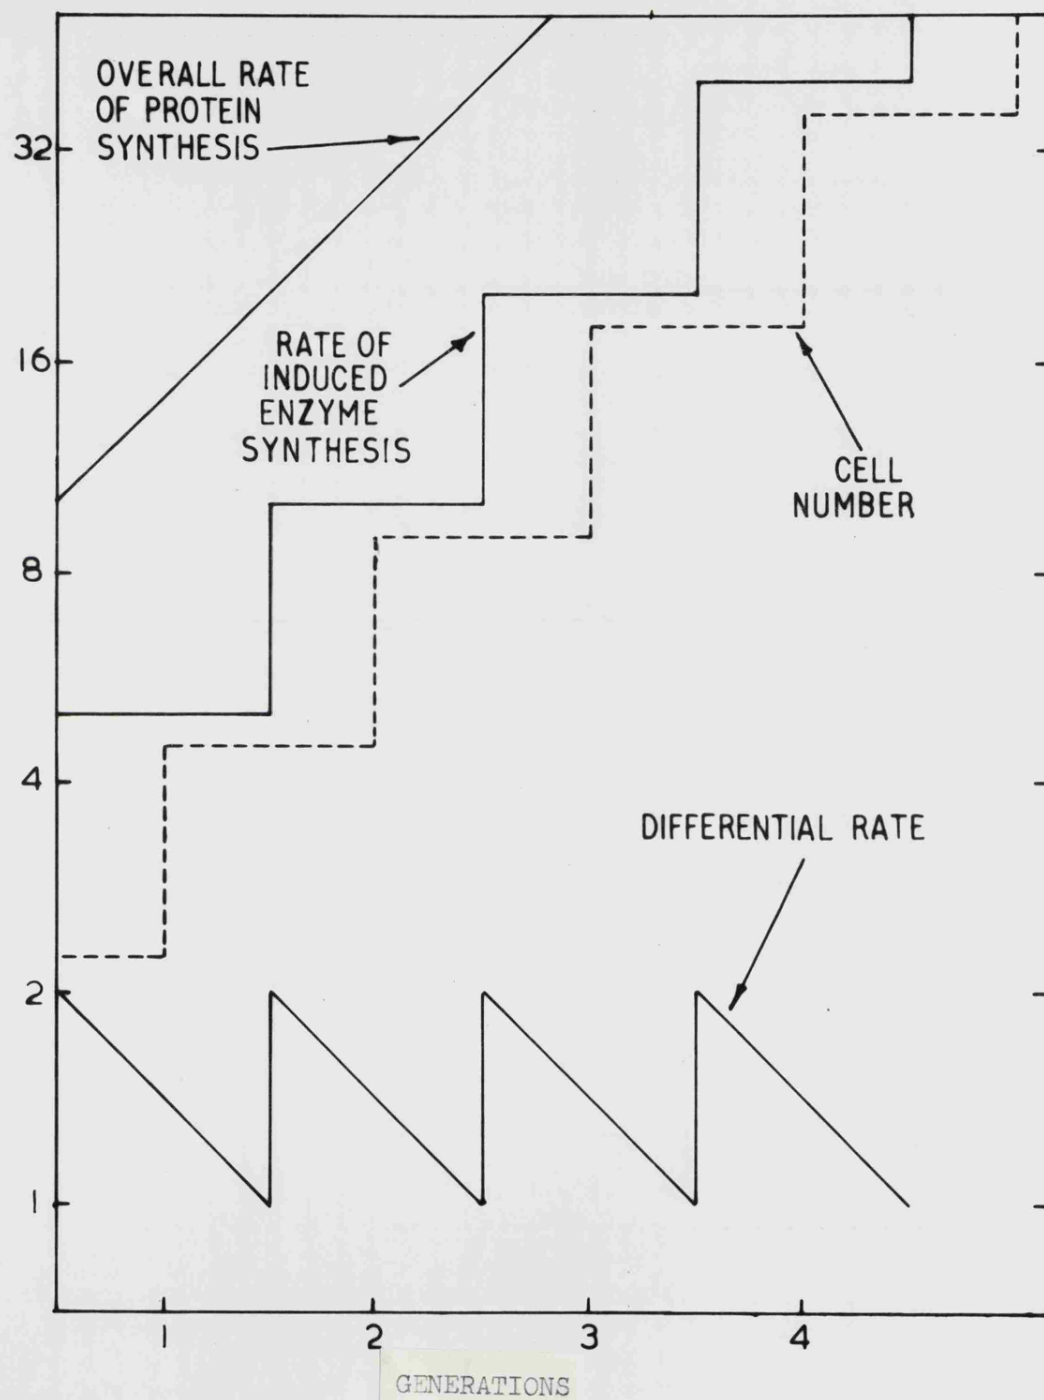 OVERALL RATE
OF PROTEIN
SYNTHESIS
32
RATE OF
INDUCED
ENZYME
SYNTHESIS
16
CELL
NUMBER
8
4
DIFFERENTIAL RATE
2
1
1 2 3 4
GENERATIONS